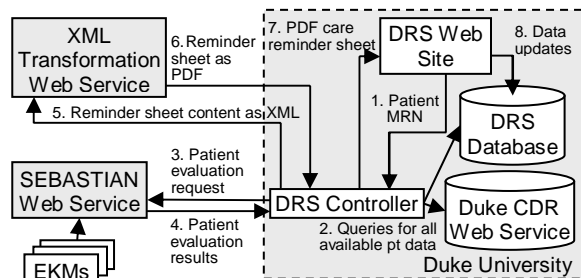 XML
Transformation
Web Service
6. Reminder
sheet as
PDF
7. PDF care
reminder sheet
DRS Web
Site
8. Data
updates
1. Patient
MRN
5. Reminder sheet content as XML
DRS
Database
3. Patient
evaluation
request
SEBASTIAN
Web Service
DRS Controller
Duke CDR
Web Service
4. Patient
evaluation
results
2. Queries for all
available pt data
EKMs
Duke University